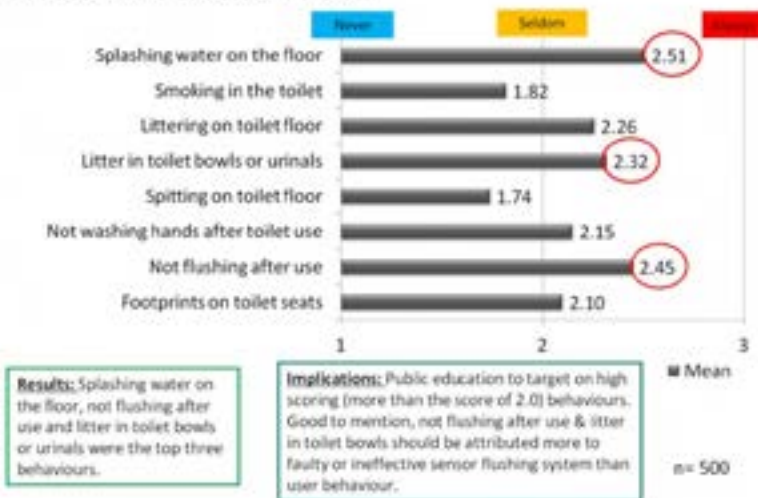 Never Seldom Always
Splashing water on the floor 2.51
Smoking in the toilet 1.82
Littering on toilet floor 2.26
Litter in toilet bowls or urinals 2.32
Spitting on toilet floor 1.74
Not washing hands after toilet use 2.15
Not flushing after use 2.45
Footprints on toilet seats 2.10
1 2 3
Mean
Results: Splashing water on
the floor, not flushing after
use and litter in toilet bowls
or urinals were the top three
behaviours.
Implications: Public education to target on high
scoring (more than the score of 2.0) behaviours.
Good to mention, not flushing after use & litter
in toilet bowls should be attributed more to
faulty or ineffective sensor flushing system than
user behaviour.
n= 500